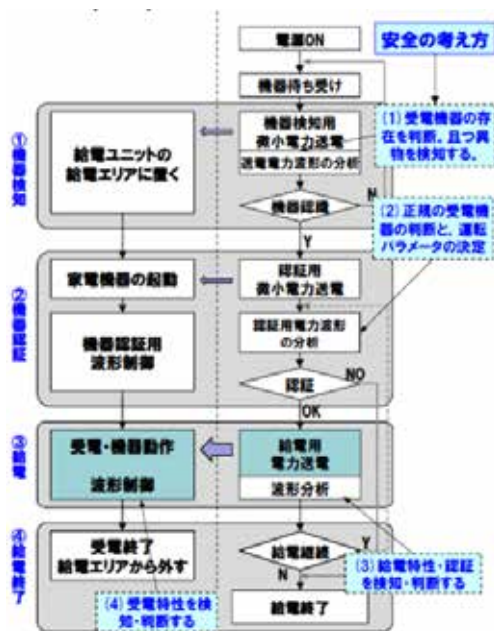 電源ON
安全の考え方
機器待ち受け
①機器検知
給電ユニットの
給電エリアに置く
機器検知用
微小電力送電
送電電力波形の分析
(1) 受電機器の存
在を判断。且つ異
物を検知する。
機器認識
N
Y
(2) 正規の受電機
器の判断と、運転
パラメータの決定
②機器認証
家電機器の起動
認証用
微小電力送電
機器認証用
波形制御
認証用電力波形
の分析
認証
NO
OK
③給電
受電・機器動作
波形制御
給電用
電力送電
波形分析
④給電終了
受電終了
給電エリアから外す
給電継続
Y
N
(3) 給電特性・認証
を検知・判断する
(4) 受電特性を検
知・判断する
給電終了